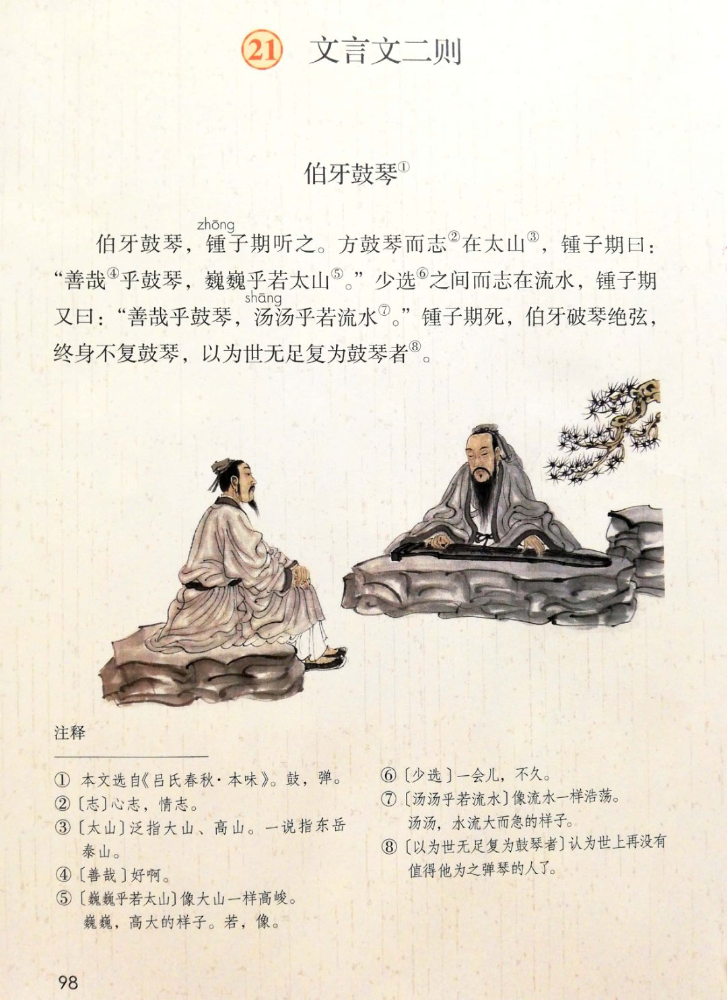 21 文言文二则
伯牙鼓琴①
zhōng
伯牙鼓琴，锺子期听之。方鼓琴而志②在太山③，锺子期曰：
“善哉④乎鼓琴，巍巍乎若太山⑤。”少选⑥之间而志在流水，锺子期
shāng
又曰：“善哉乎鼓琴，汤汤乎若流水⑦。”锺子期死，伯牙破琴绝弦，
终身不复鼓琴，以为世无足复为鼓琴者⑧。
注释
① 本文选自《吕氏春秋·本味》。鼓，弹。
②〔志〕心志，情志。
③〔太山〕泛指大山、高山。一说指东岳
泰山。
④〔善哉〕好啊。
⑤〔巍巍乎若太山〕像大山一样高峻。
巍巍，高大的样子。若，像。
⑥〔少选〕一会儿，不久。
⑦〔汤汤乎若流水〕像流水一样浩荡。
汤汤，水流大而急的样子。
⑧〔以为世无足复为鼓琴者〕认为世上再没有
值得他为之弹琴的人了。
98